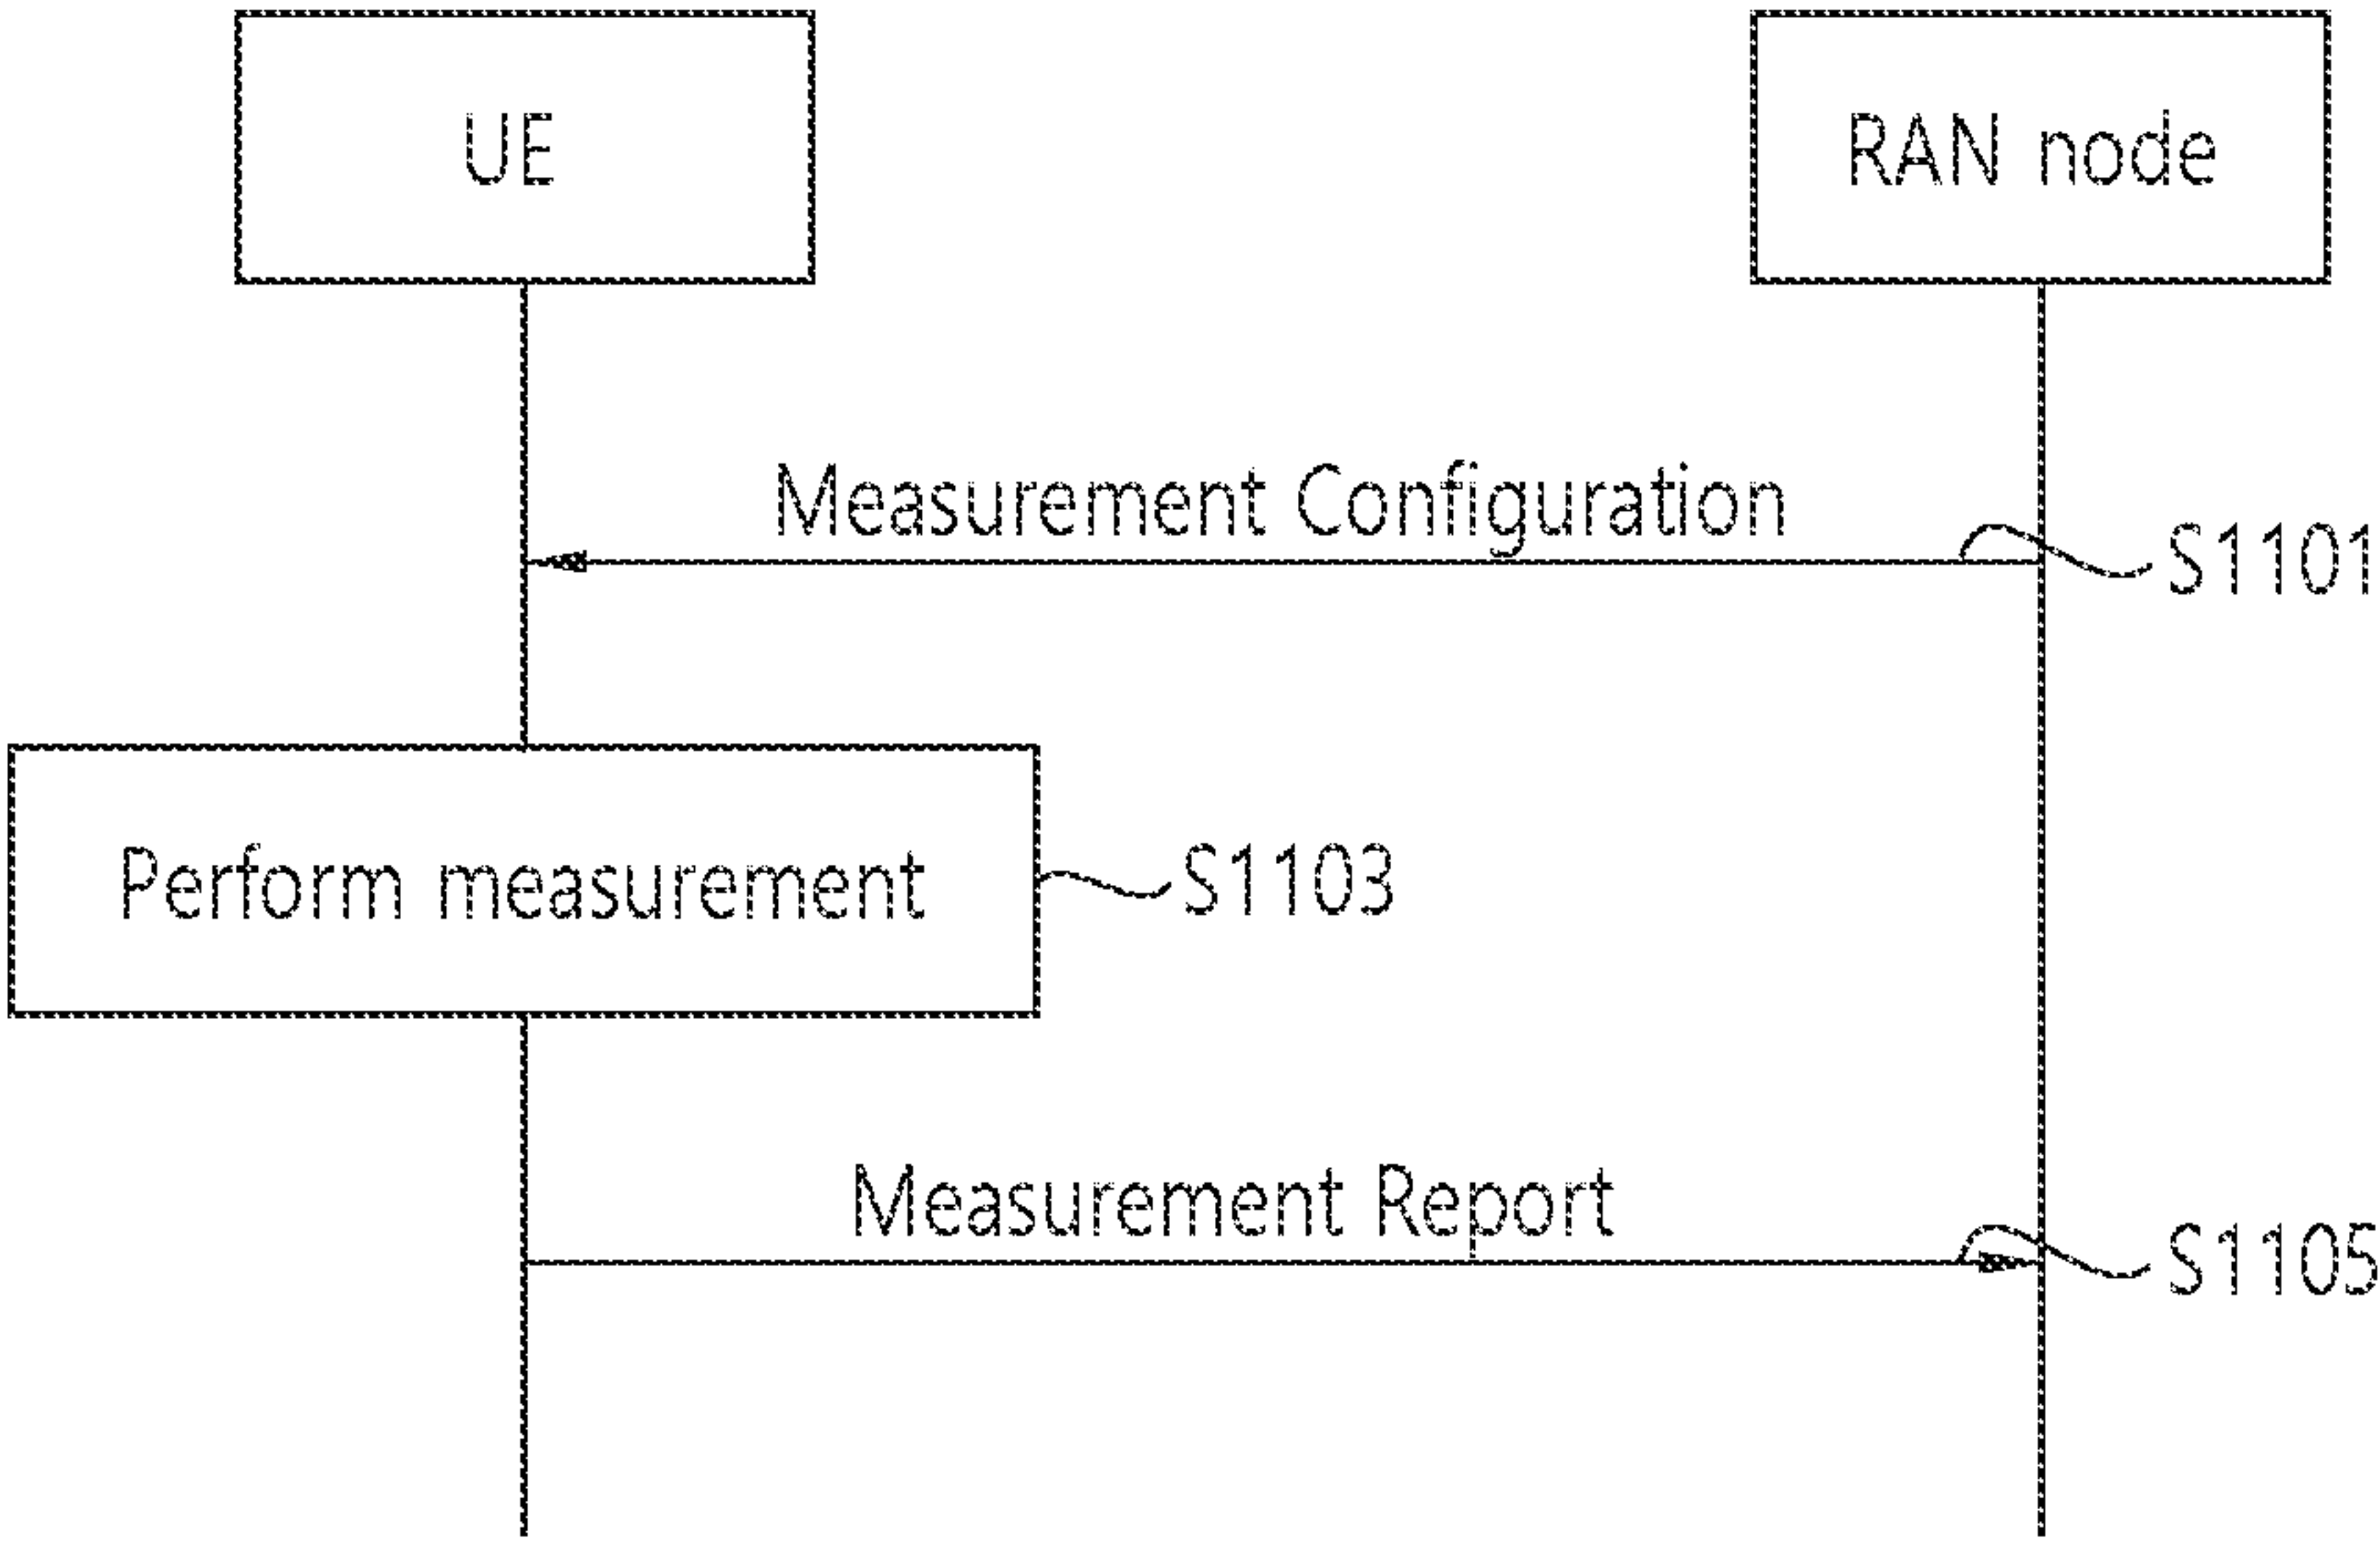 UE
RAN node
Measurement Configuration
S1101
Perform measurement
S1103
Measurement Report
S1105